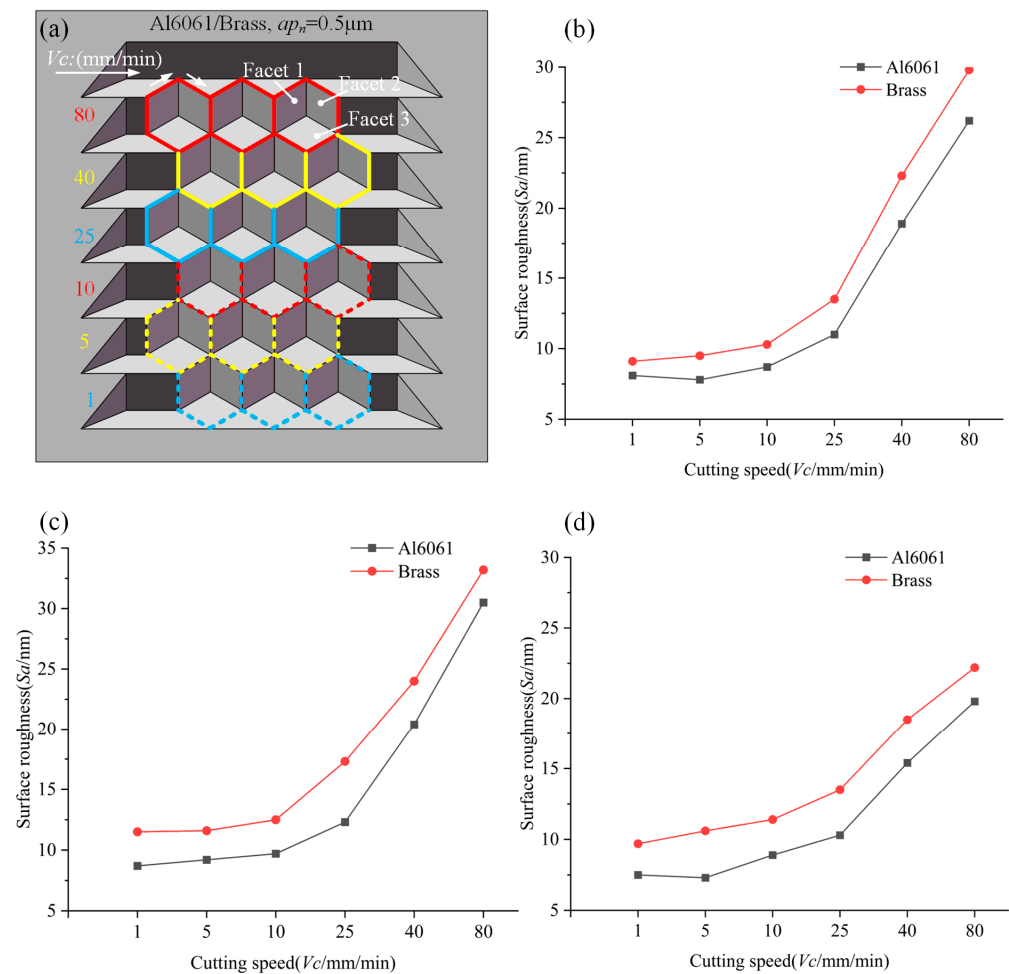 (a)
Al6061/Brass, apn=0.5μm
Vc:(mm/min)
Facet 1
Facet 2
Facet 3
80
40
25
10
5
1
(b)
Al6061
Brass
30
25
20
15
10
5
Surface roughness(Sa/nm)
1 5 10 25 40 80
Cutting speed(Vc/mm/min)
(c)
Al6061
Brass
35
30
25
20
15
10
5
Surface roughness(Sa/nm)
1 5 10 25 40 80
Cutting speed(Vc/mm/min)
(d)
Al6061
Brass
30
25
20
15
10
5
Surface roughness(Sa/nm)
1 5 10 25 40 80
Cutting speed(Vc/mm/min)